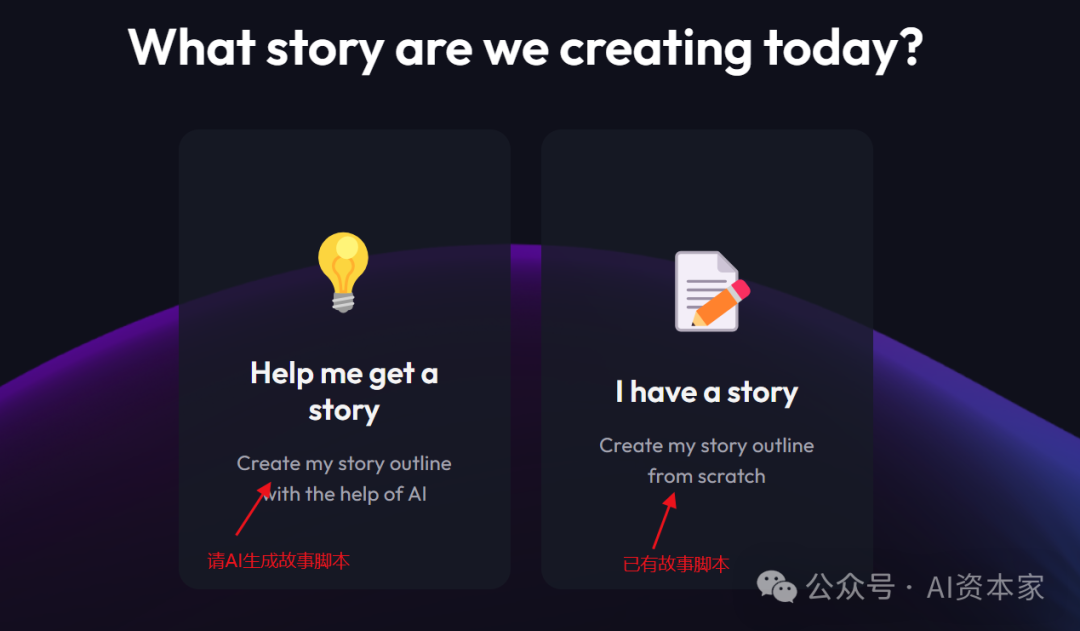 What story are we creating today?
Help me get a
story
Create my story outline
with the help of AI
请AI生成故事脚本
I have a story
Create my story outline
from scratch
已有故事脚本
公众号 · AI资本家